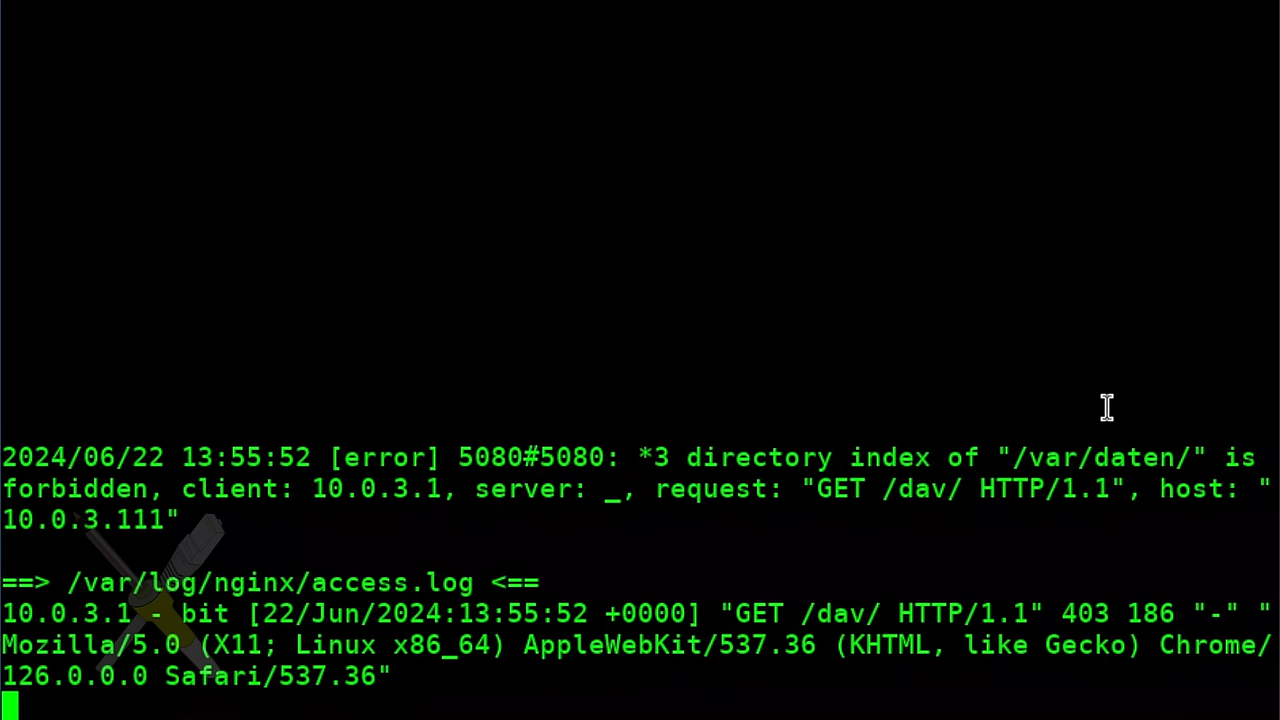 2024/06/22 13:55:52 [error] 5080#5080: *3 directory index of "/var/daten/" is
forbidden, client: 10.0.3.1, server: _, request: "GET /dav/ HTTP/1.1", host: "
10.0.3.111"
==> /var/log/nginx/access.log <==
10.0.3.1 - bit [22/Jun/2024:13:55:52 +0000] "GET /dav/ HTTP/1.1" 403 186 "-" "
Mozilla/5.0 (X11; Linux x86_64) AppleWebKit/537.36 (KHTML, like Gecko) Chrome/
126.0.0.0 Safari/537.36"